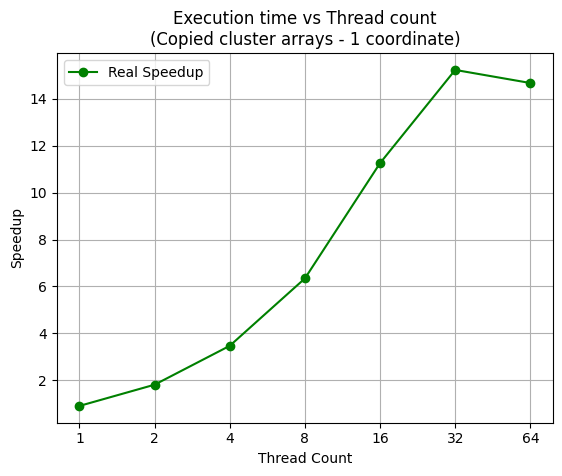 Execution time vs Thread count
(Copied cluster arrays - 1 coordinate)
Real Speedup
14
12
10
8
6
4
2
Speedup
1 2 4 8 16 32 64
Thread Count